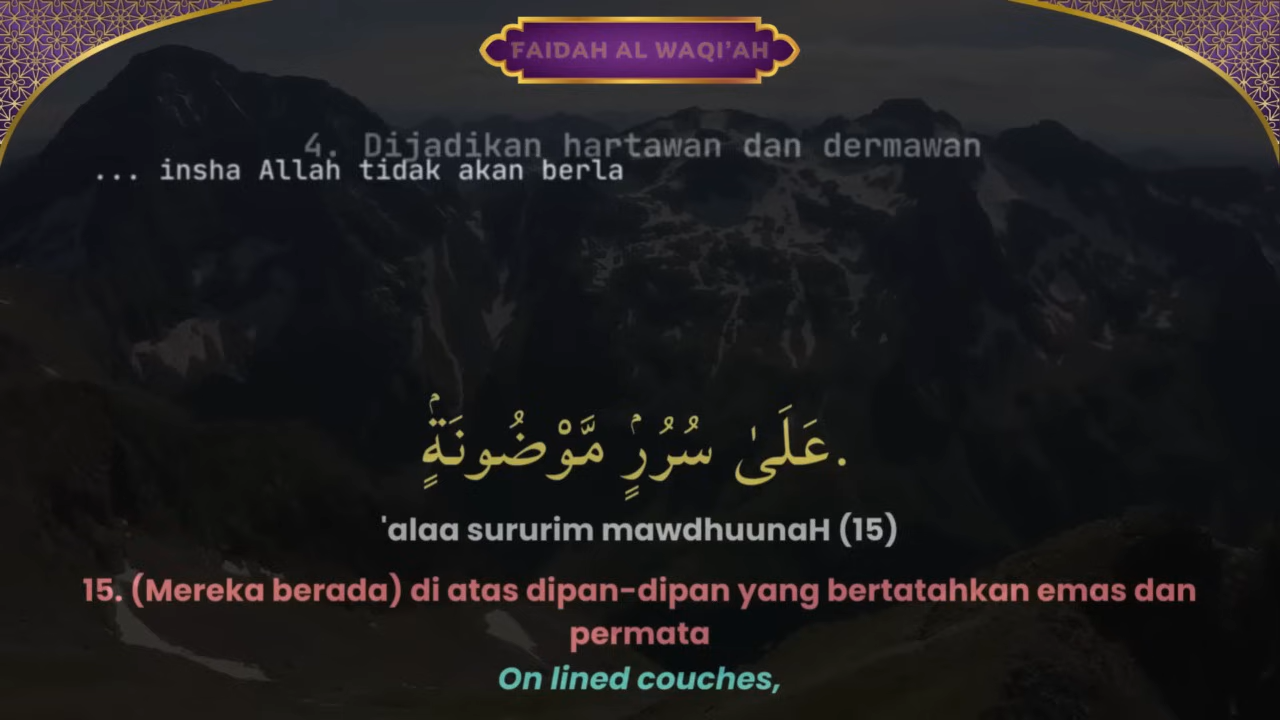 FAIDAH AL WAQI'AH
4. Dijadikan hartawan dan dermawan
... insha Allah tidak akan berla
عَلَىٰ سُرُرٍۢ مَّوْضُونَةٍۢ.
'alaa sururim mawdhuunaH (15)
15. (Mereka berada) di atas dipan-dipan yang bertatahkan emas dan
permata
On lined couches,